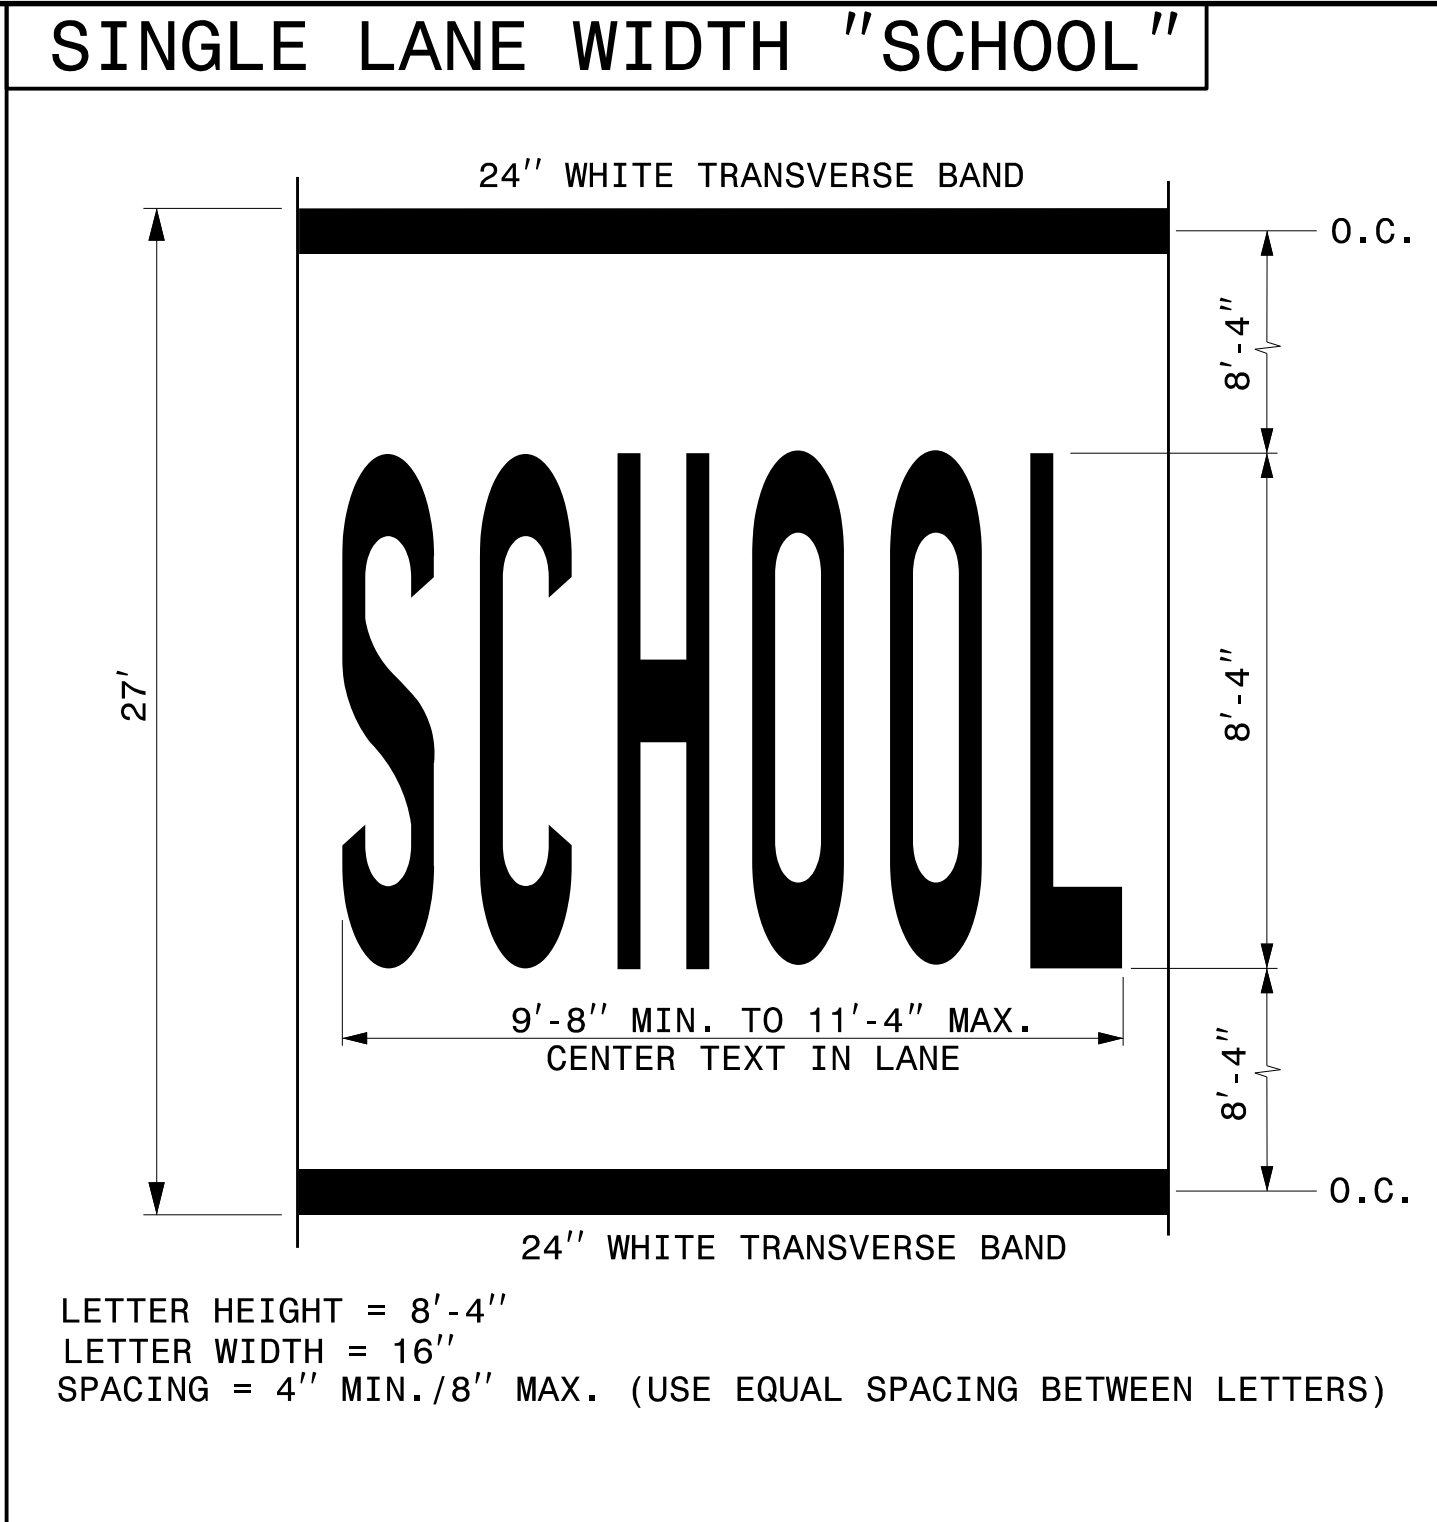 SINGLE LANE WIDTH "SCHOOL"
24" WHITE TRANSVERSE BAND
O.C.
8'-4"
SCHOOL
27'
8'-4"
9'-8" MIN. TO 11'-4" MAX.
CENTER TEXT IN LANE
8'-4"
O.C.
24" WHITE TRANSVERSE BAND
LETTER HEIGHT = 8'-4"
LETTER WIDTH = 16"
SPACING = 4" MIN./8" MAX. (USE EQUAL SPACING BETWEEN LETTERS)